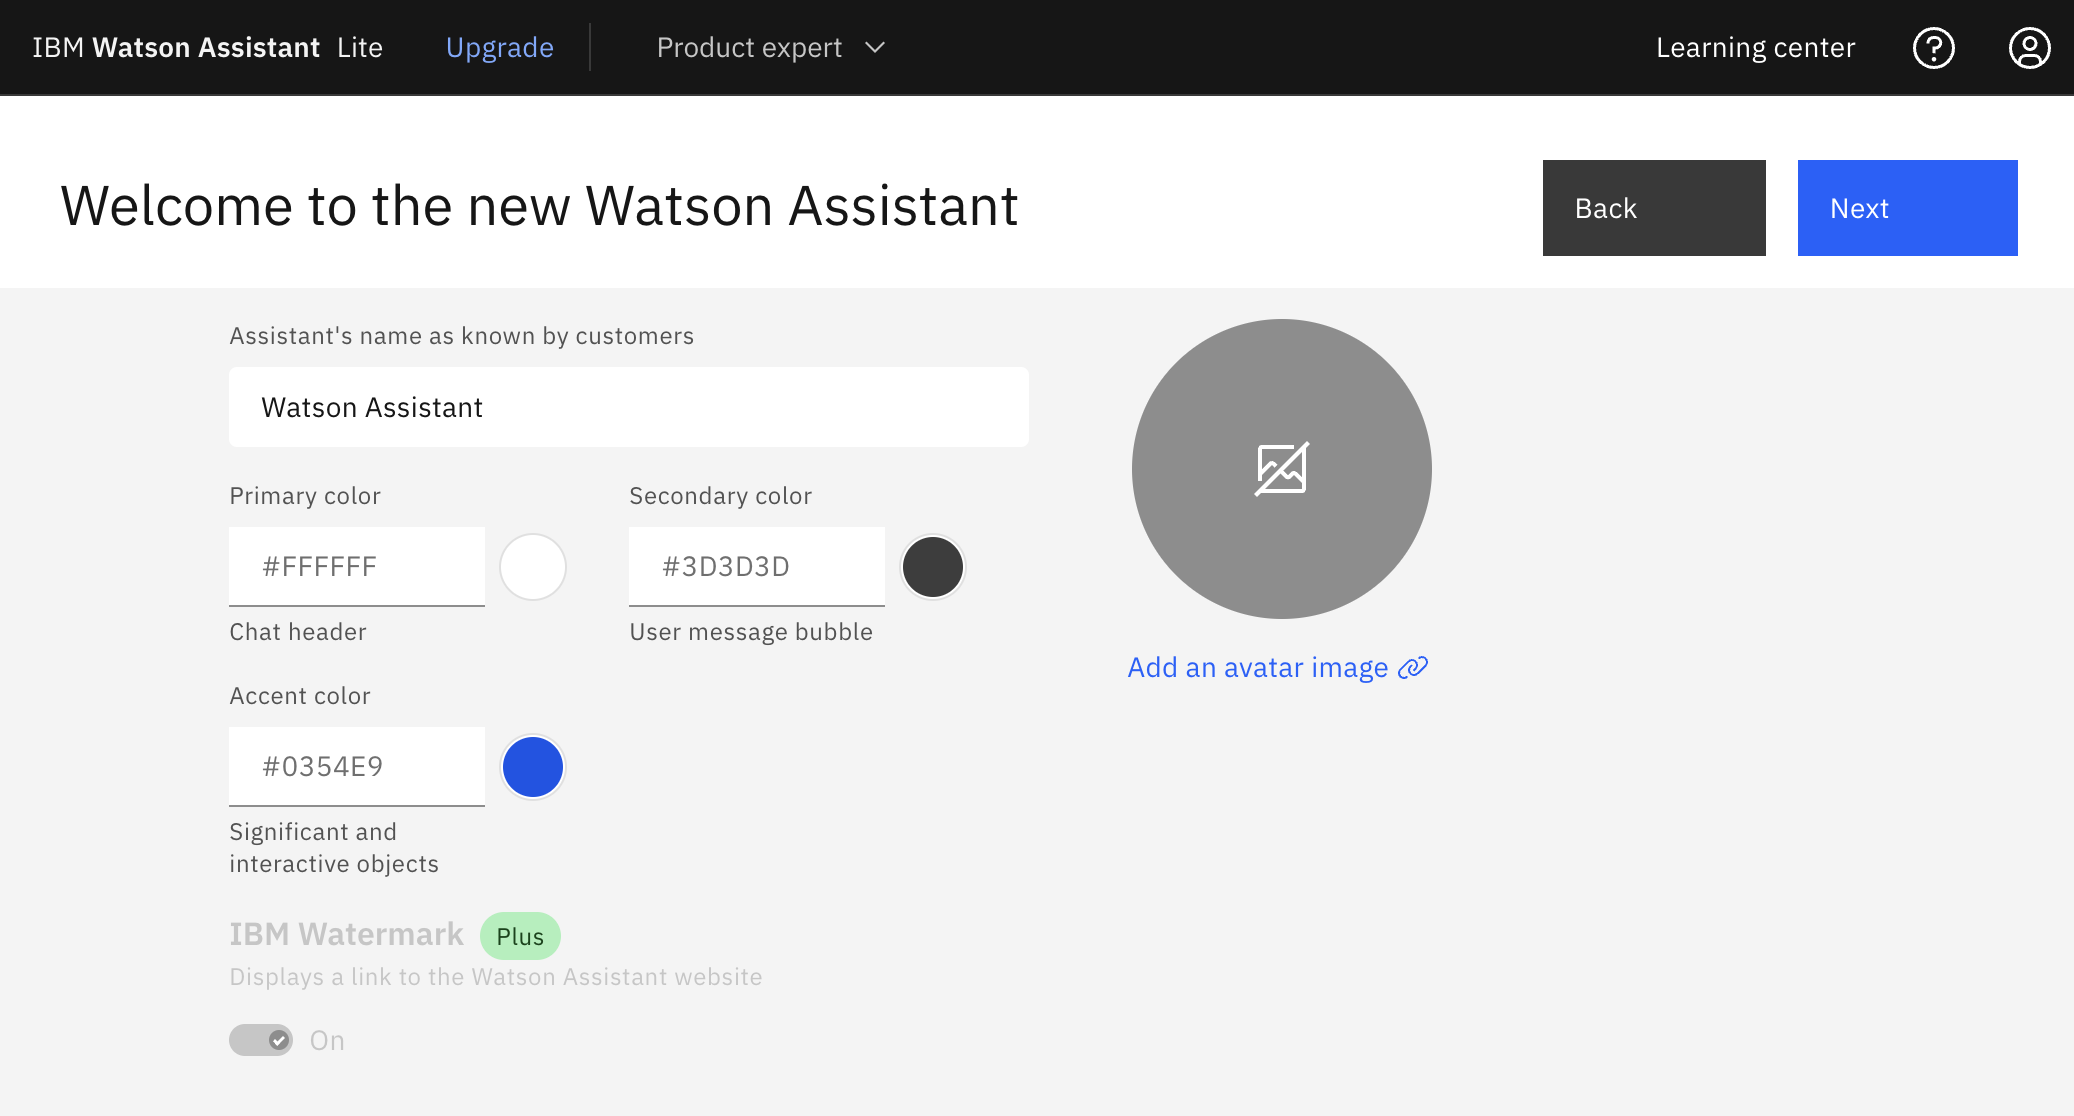 IBM Watson Assistant Lite Upgrade Product expert Learning center
Welcome to the new Watson Assistant Back Next
Assistant's name as known by customers
Watson Assistant
Primary color Secondary color
#FFFFFF #3D3D3D
Chat header User message bubble
Add an avatar image
Accent color
#0354E9
Significant and
interactive objects
IBM Watermark Plus
Displays a link to the Watson Assistant website
On